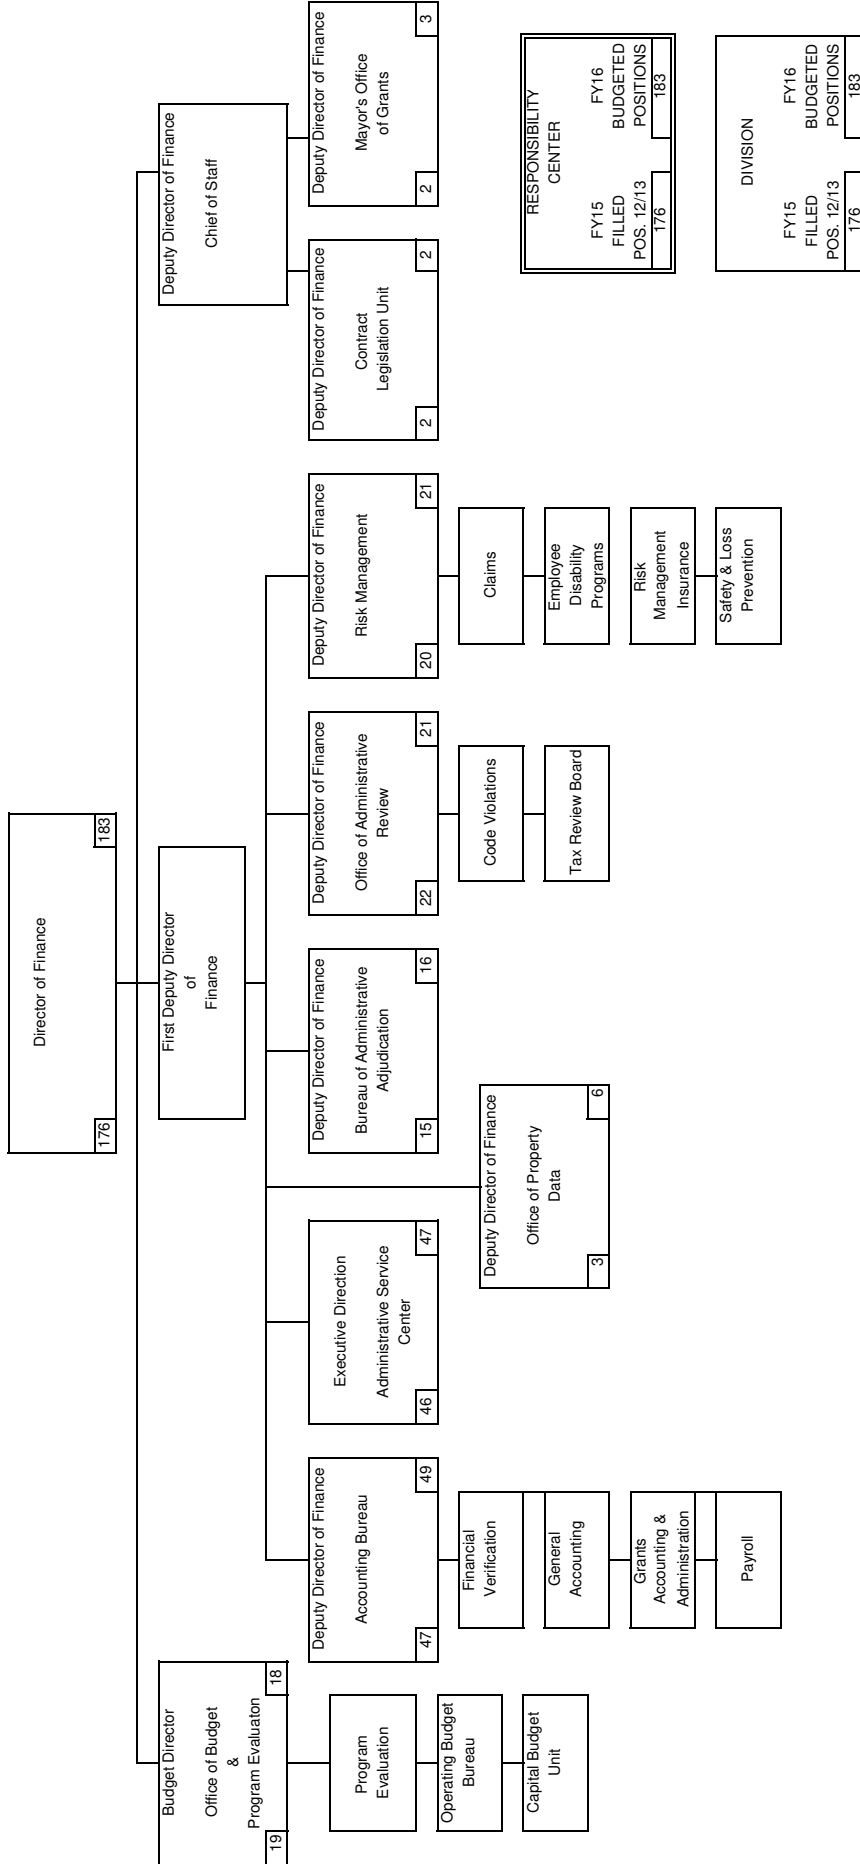 Director of Finance
176
183
Budget Director
Office of Budget
&
Program Evaluaton
19
18
First Deputy Director
of
Finance
Deputy Director of Finance
Chief of Staff
Program
Evaluation
Operating Budget
Bureau
Capital Budget
Unit
Deputy Director of Finance
Accounting Bureau
47
49
Financial
Verification
General
Accounting
Grants
Accounting &
Administration
Payroll
Executive Direction
Administrative Service
Center
46
47
Deputy Director of Finance
Office of Property
Data
3
6
Deputy Director of Finance
Bureau of Administrative
Adjudication
15
16
Deputy Director of Finance
Office of Administrative
Review
22
21
Code Violations
Tax Review Board
Deputy Director of Finance
Risk Management
20
21
Claims
Employee
Disability
Programs
Risk
Management
Insurance
Safety & Loss
Prevention
Deputy Director of Finance
Contract
Legislation Unit
2
2
Deputy Director of Finance
Mayor's Office
of Grants
2
3
RESPONSIBILITY
CENTER
FY15 FY16
FILLED BUDGETED
POS. 12/13 POSITIONS
176 183
DIVISION
FY15 FY16
FILLED BUDGETED
POS. 12/13 POSITIONS
176 183